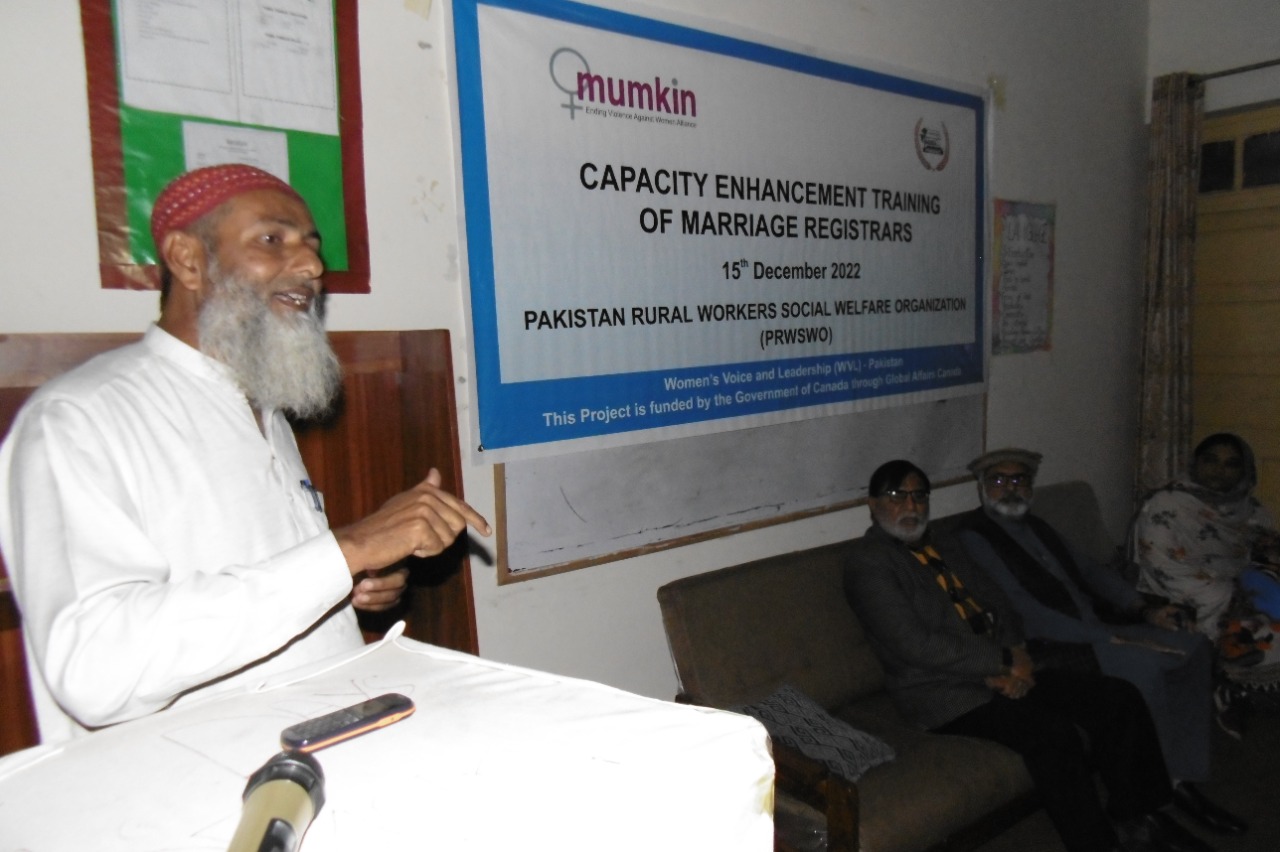 mumkin
Ending Violence Against Women Alliance
CAPACITY ENHANCEMENT TRAINING
OF MARRIAGE REGISTRARS
15th December 2022
PAKISTAN RURAL WORKERS SOCIAL WELFARE ORGANIZATION
(PRWSWO)
Women's Voice and Leadership (WVL) - Pakistan
This Project is funded by the Government of Canada through Global Affairs Canada